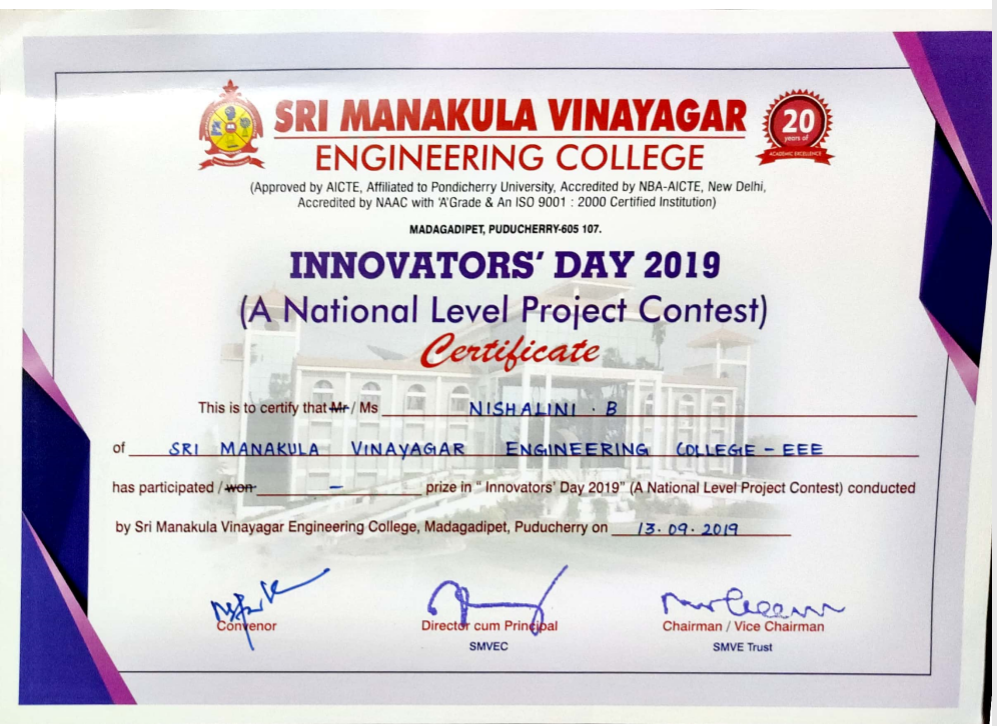 SRI MANAKULA VINAYAGAR
20
years of
ACADEMIC EXCELLENCE
ENGINEERING COLLEGE
(Approved by AICTE, Affiliated to Pondicherry University, Accredited by NBA-AICTE, New Delhi,
Accredited by NAAC with 'A'Grade & An ISO 9001 : 2000 Certified Institution)
MADAGADIPET, PUDUCHERRY-605 107.
INNOVATORS' DAY 2019
(A National Level Project Contest)
Certificate
This is to certify that Mr / Ms NISHALINI . B
of SRI MANAKULA VINAYAGAR ENGINEERING COLLEGE - EEE
has participated / won - prize in " Innovators' Day 2019" (A National Level Project Contest) conducted
by Sri Manakula Vinayagar Engineering College, Madagadipet, Puducherry on 13.09.2019
Convenor
Director cum Principal
Chairman / Vice Chairman
SMVEC
SMVE Trust